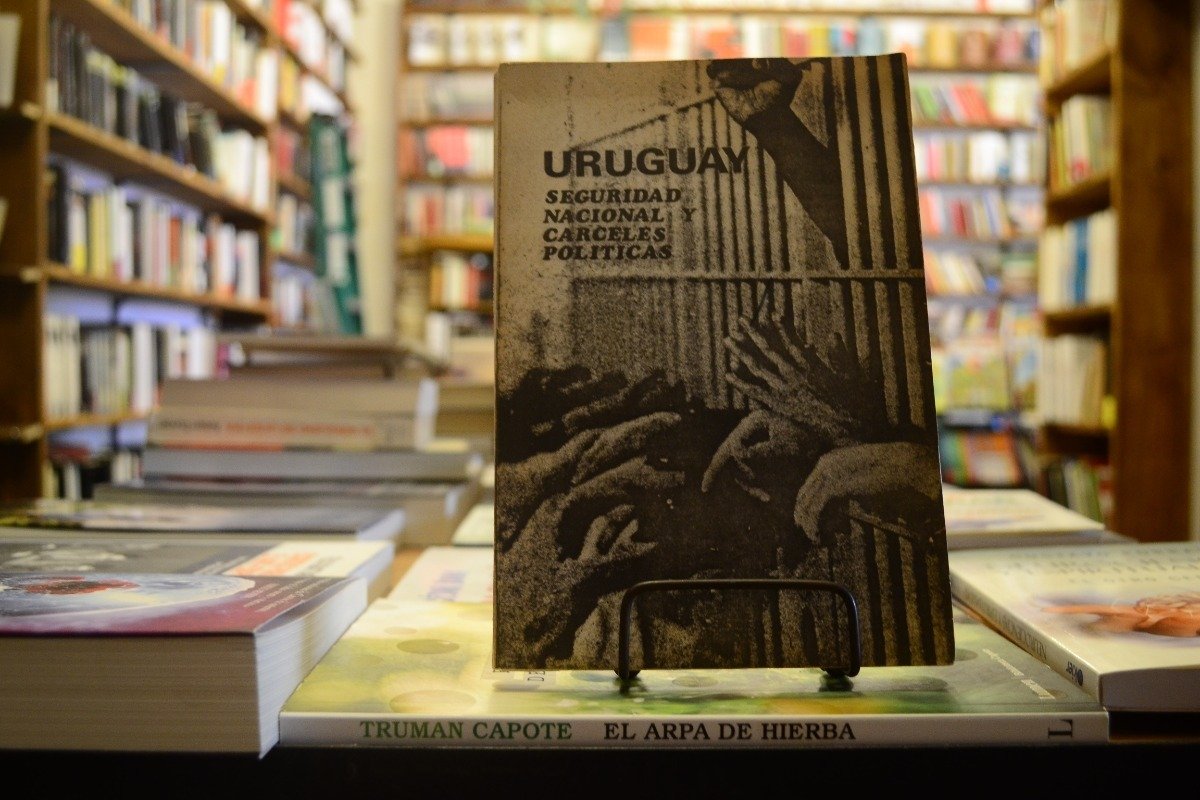 URUGUAY
SEGURIDAD
NACIONAL Y
CARCELES
POLITICAS
TRUMAN CAPOTE EL ARPA DE HIERBA